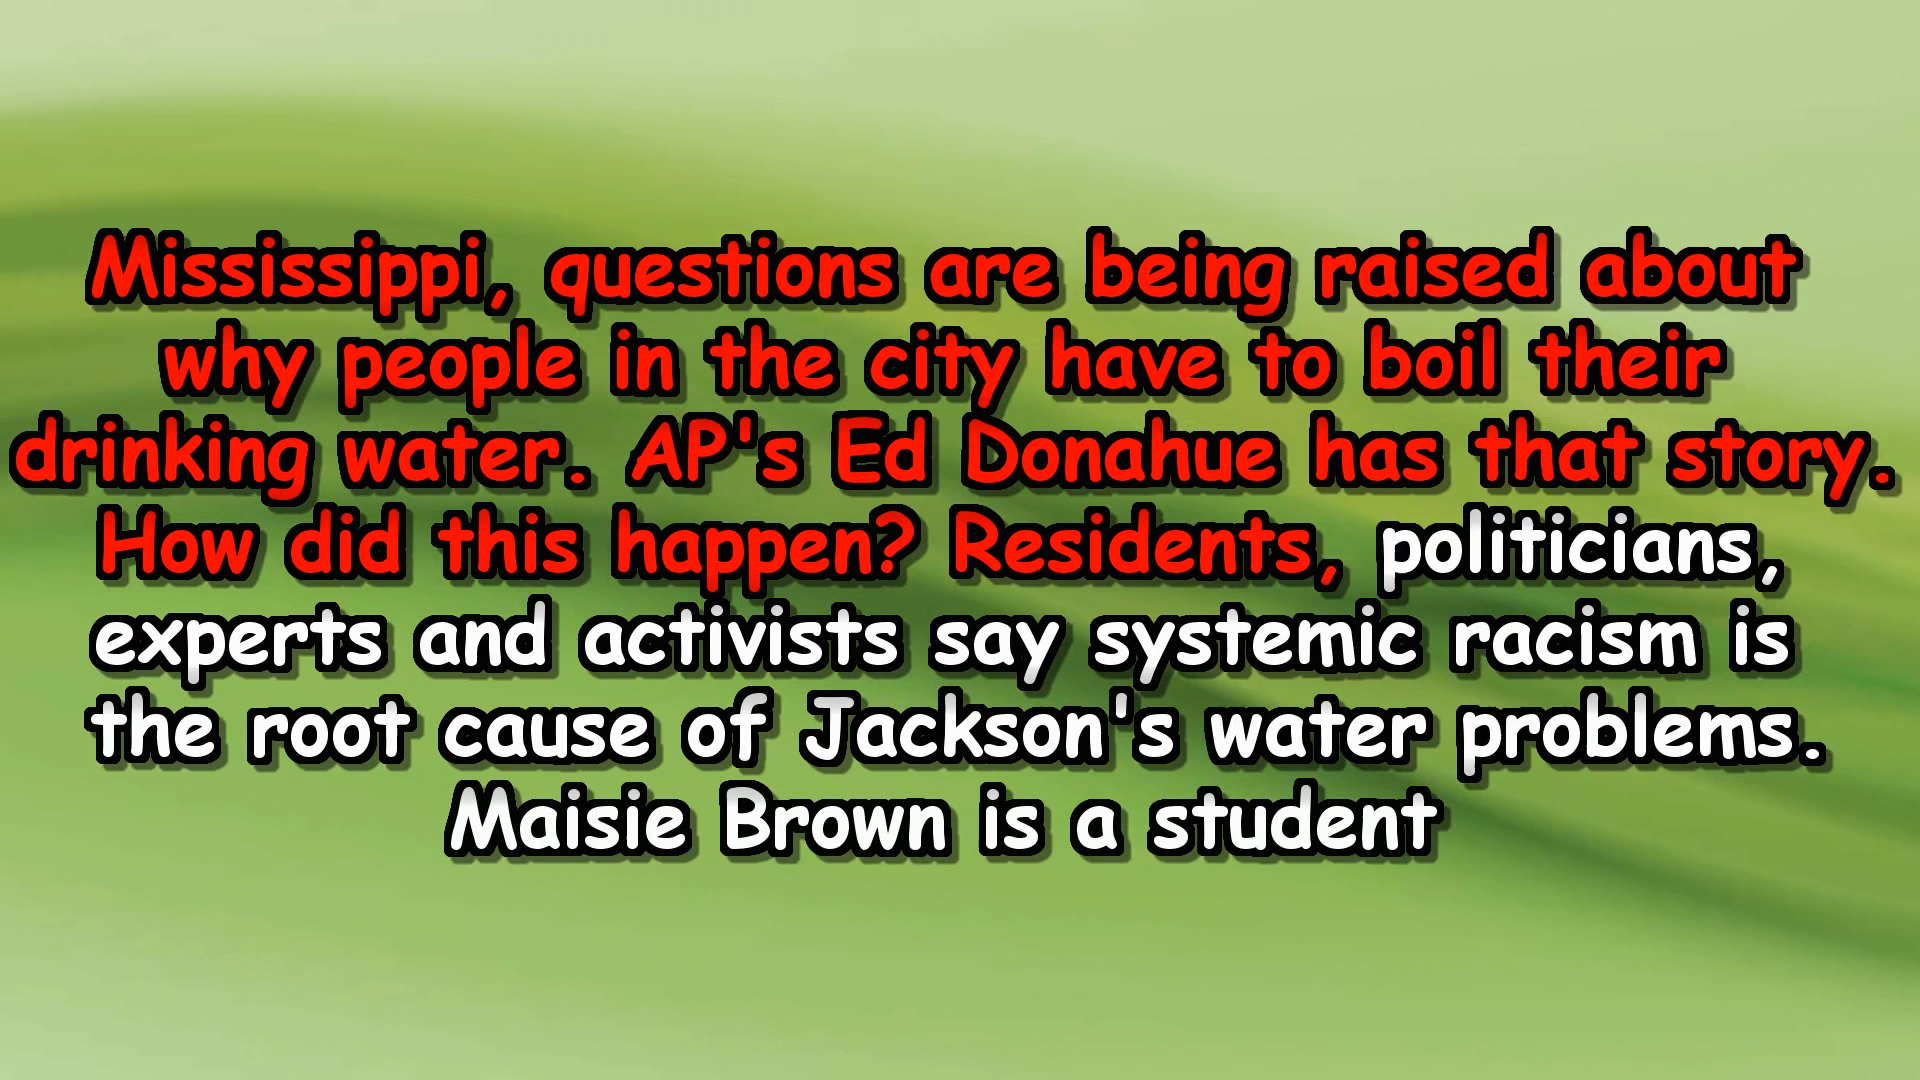 Mississippi, questions are being raised about
why people in the city have to boil their
drinking water. AP's Ed Donahue has that story.
How did this happen? Residents, politicians,
experts and activists say systemic racism is
the root cause of Jackson's water problems.
Maisie Brown is a student